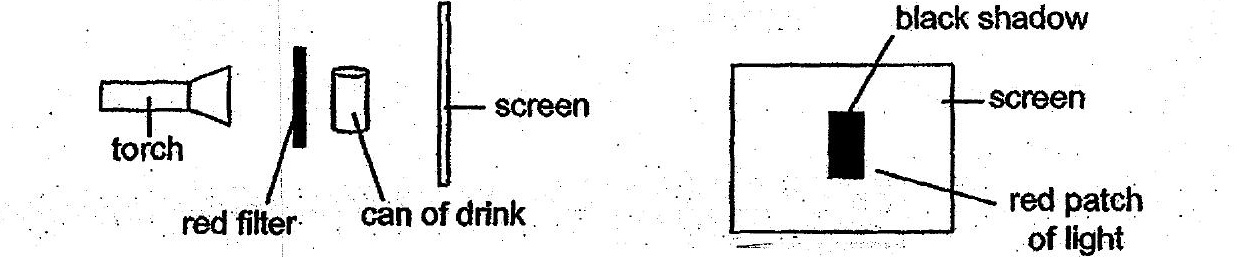 torch
red filter
can of drink
screen
black shadow
screen
red patch
of light